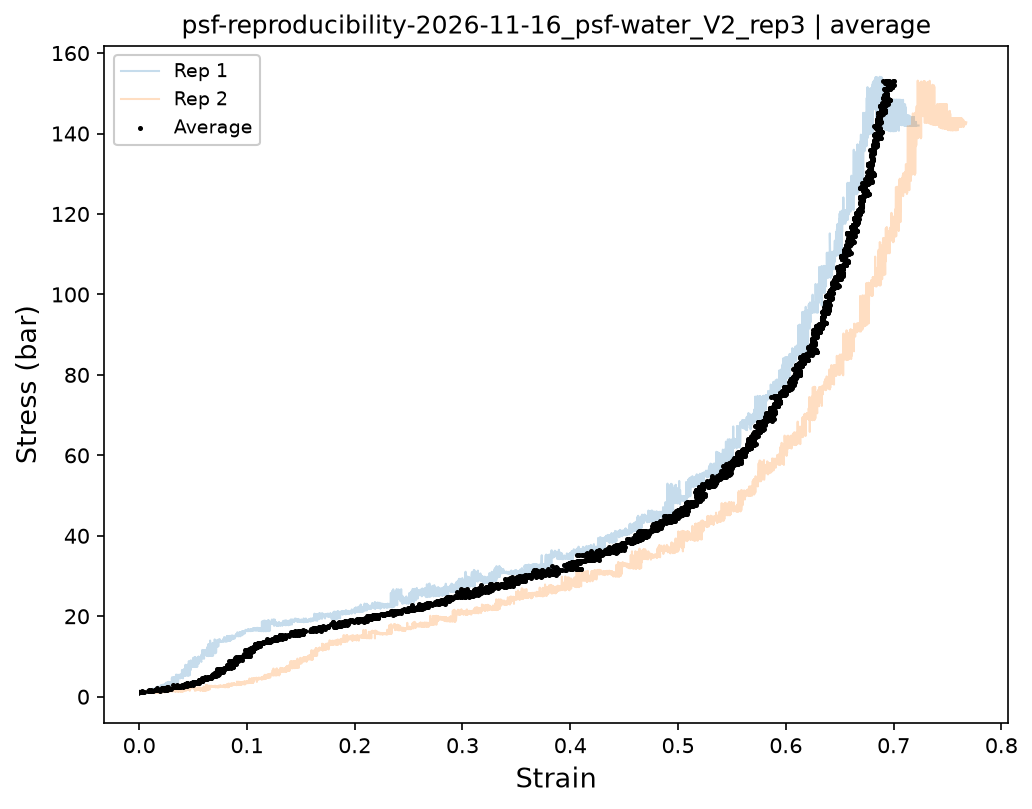 psf-reproducibility-2026-11-16_psf-water_V2_rep3 | average
Rep 1
Rep 2
Average
Stress (bar)
160
140
120
100
80
60
40
20
0
0.0 0.1 0.2 0.3 0.4 0.5 0.6 0.7 0.8
Strain